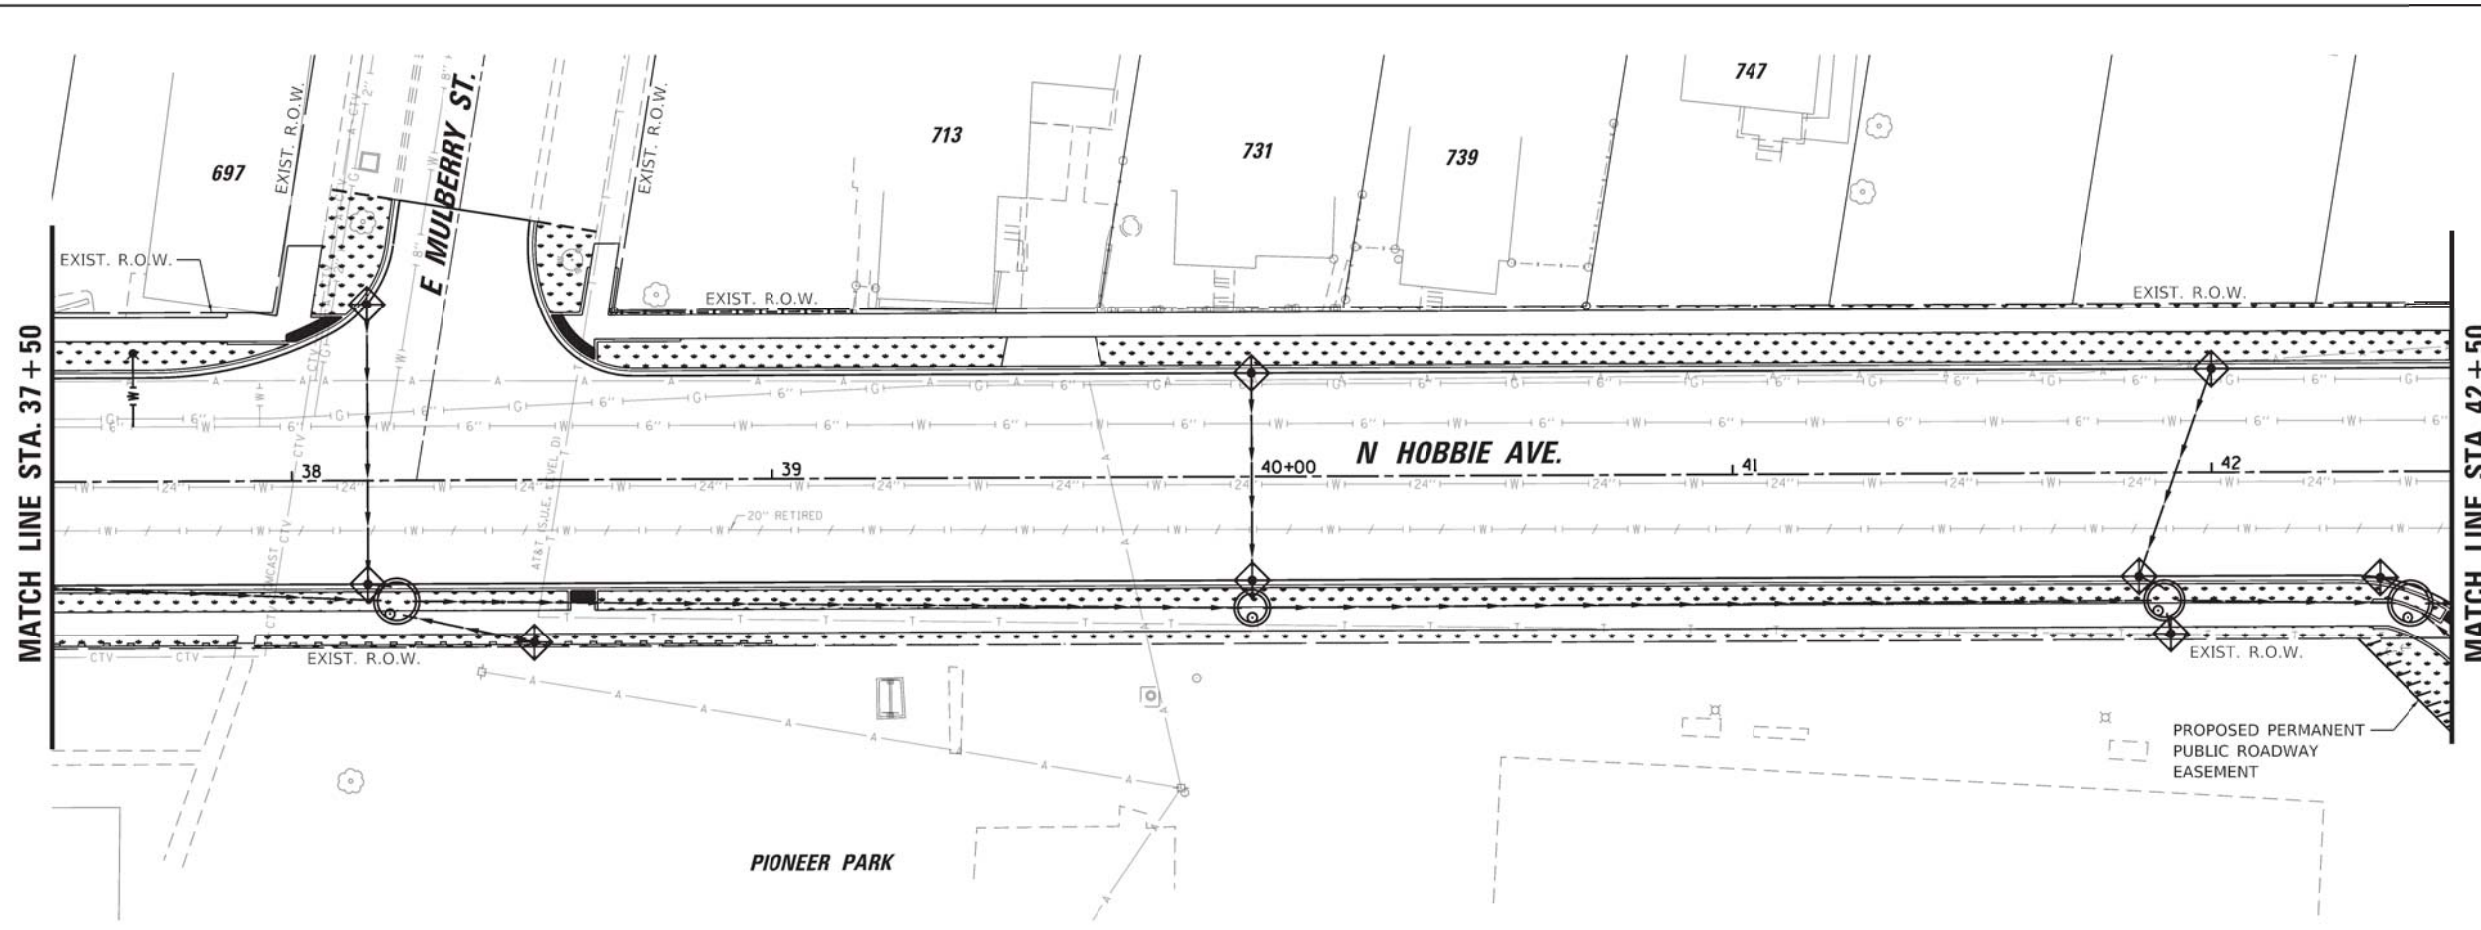 MATCH LINE STA. 37+50
697
EXIST. R.O.W.
EXIST. R.O.W.
E MULBERRY ST.
EXIST. R.O.W.
713
731
739
747
EXIST. R.O.W.
EXIST. R.O.W.
N HOBBIE AVE.
38
39
40+00
41
42
20" RETIRED
COMCAST CTV
AT&T (S.U.E. LEVEL D)
EXIST. R.O.W.
EXIST. R.O.W.
PROPOSED PERMANENT
PUBLIC ROADWAY
EASEMENT
PIONEER PARK
MATCH LINE STA. 42+50